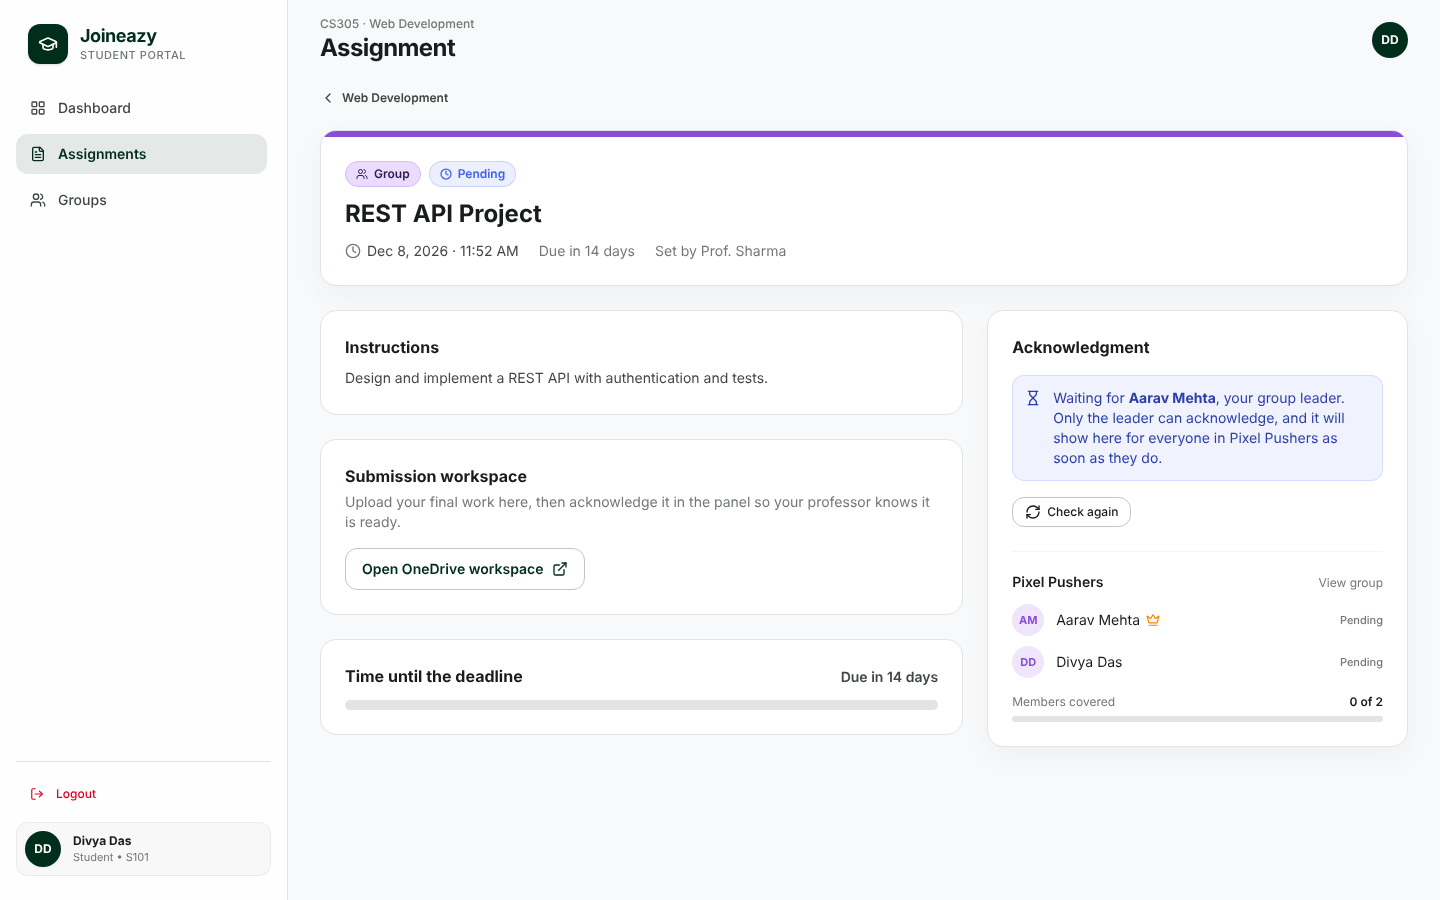 Joineazy
STUDENT PORTAL
Dashboard
Assignments
Groups
Logout
DD
Divya Das
Student • S101
CS305 · Web Development
Assignment
DD
Web Development
Group
Pending
REST API Project
Dec 8, 2026 · 11:52 AM
Due in 14 days
Set by Prof. Sharma
Instructions
Design and implement a REST API with authentication and tests.
Submission workspace
Upload your final work here, then acknowledge it in the panel so your professor knows it
is ready.
Open OneDrive workspace
Time until the deadline
Due in 14 days
Acknowledgment
Waiting for Aarav Mehta, your group leader.
Only the leader can acknowledge, and it will
show here for everyone in Pixel Pushers as
soon as they do.
Check again
Pixel Pushers
View group
AM
Aarav Mehta
Pending
DD
Divya Das
Pending
Members covered
0 of 2